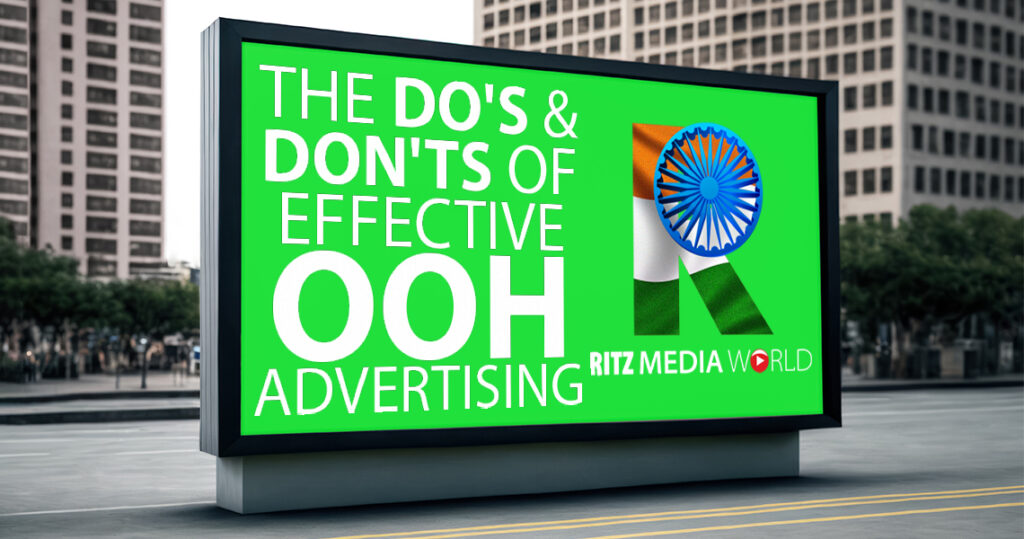 THE DO'S &
DON'TS OF
EFFECTIVE
OOH
ADVERTISING
R
RITZ MEDIA WORLD